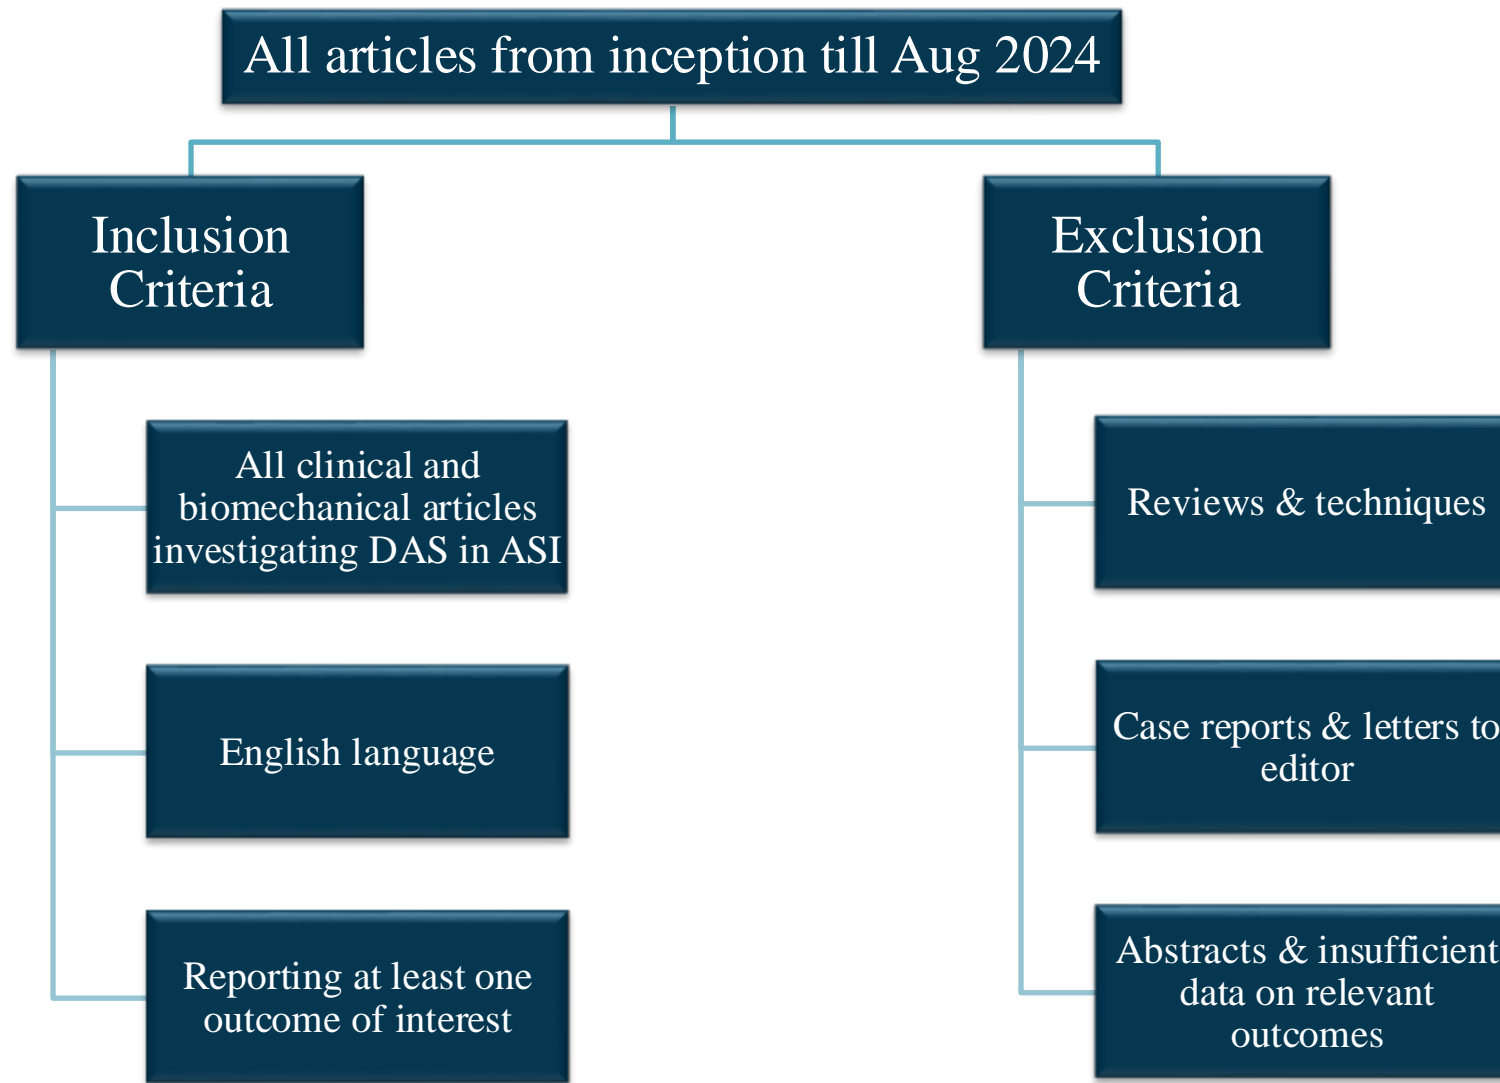 All articles from inception till Aug 2024
Inclusion
Criteria
All clinical and
biomechanical articles
investigating DAS in ASI
English language
Reporting at least one
outcome of interest
Exclusion
Criteria
Reviews & techniques
Case reports & letters to
editor
Abstracts & insufficient
data on relevant
outcomes